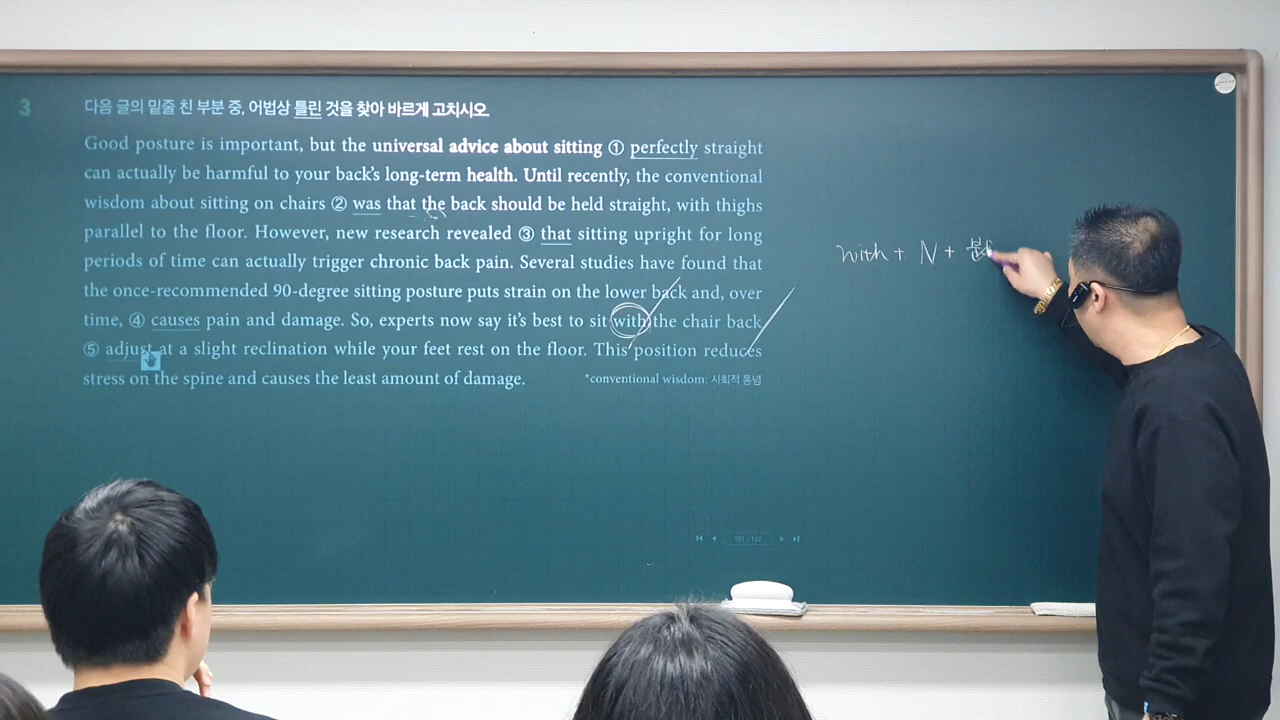 3
다음 글의 밑줄 친 부분 중, 어법상 틀린 것을 찾아 바르게 고치시오.
Good posture is important, but the universal advice about sitting ① perfectly straight
can actually be harmful to your back's long-term health. Until recently, the conventional
wisdom about sitting on chairs ② was that the back should be held straight, with thighs
parallel to the floor. However, new research revealed ③ that sitting upright for long
periods of time can actually trigger chronic back pain. Several studies have found that
the once-recommended 90-degree sitting posture puts strain on the lower back and, over
time, ④ causes pain and damage. So, experts now say it's best to sit with the chair back
⑤ adjust at a slight reclination while your feet rest on the floor. This position reduces
stress on the spine and causes the least amount of damage.
*conventional wisdom: 사회적 통념
with + N + 분
101 / 132